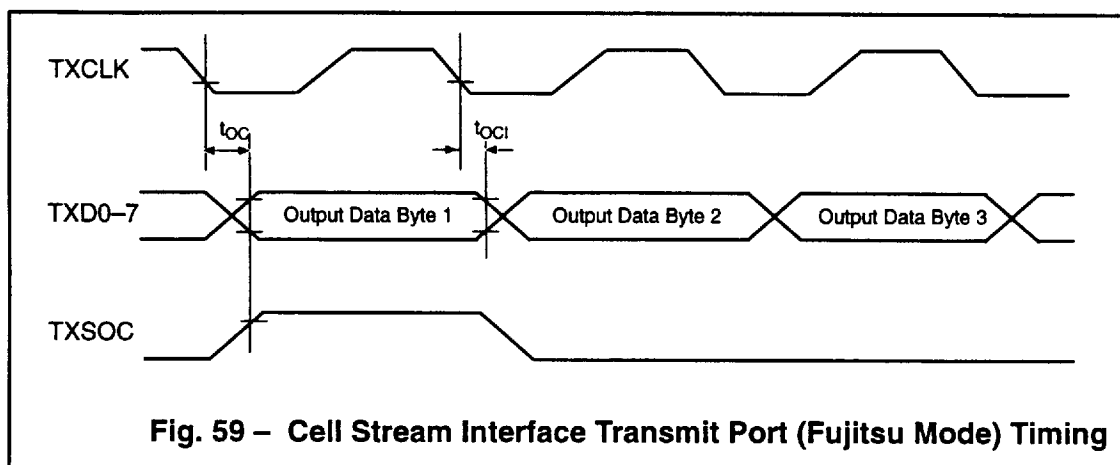 TXCLK
tOC
tOCI
TXD0–7
Output Data Byte 1
Output Data Byte 2
Output Data Byte 3
TXSOC
Fig. 59 – Cell Stream Interface Transmit Port (Fujitsu Mode) Timing